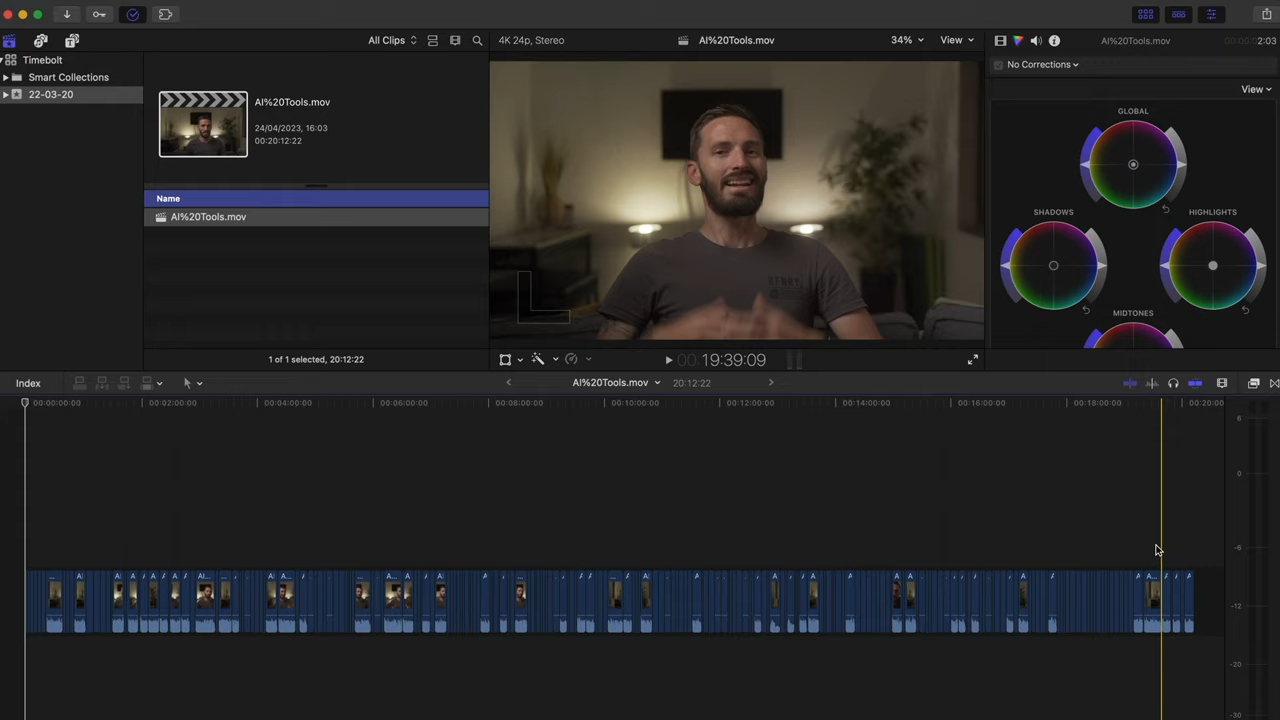 All Clips
4K 24p, Stereo
AI%20Tools.mov
34%
View
AI%20Tools.mov
2:03
Timebolt
Smart Collections
22-03-20
AI%20Tools.mov
24/04/2023, 16:03
00:20:12:22
No Corrections
View
GLOBAL
SHADOWS
HIGHLIGHTS
MIDTONES
Name
AI%20Tools.mov
1 of 1 selected, 20:12:22
00:19:39:09
Index
AI%20Tools.mov
20:12:22
00:00:00:00
00:02:00:00
00:04:00:00
00:06:00:00
00:08:00:00
00:10:00:00
00:12:00:00
00:14:00:00
00:16:00:00
00:18:00:00
00:20:00
6
0
-6
-12
-20
-30